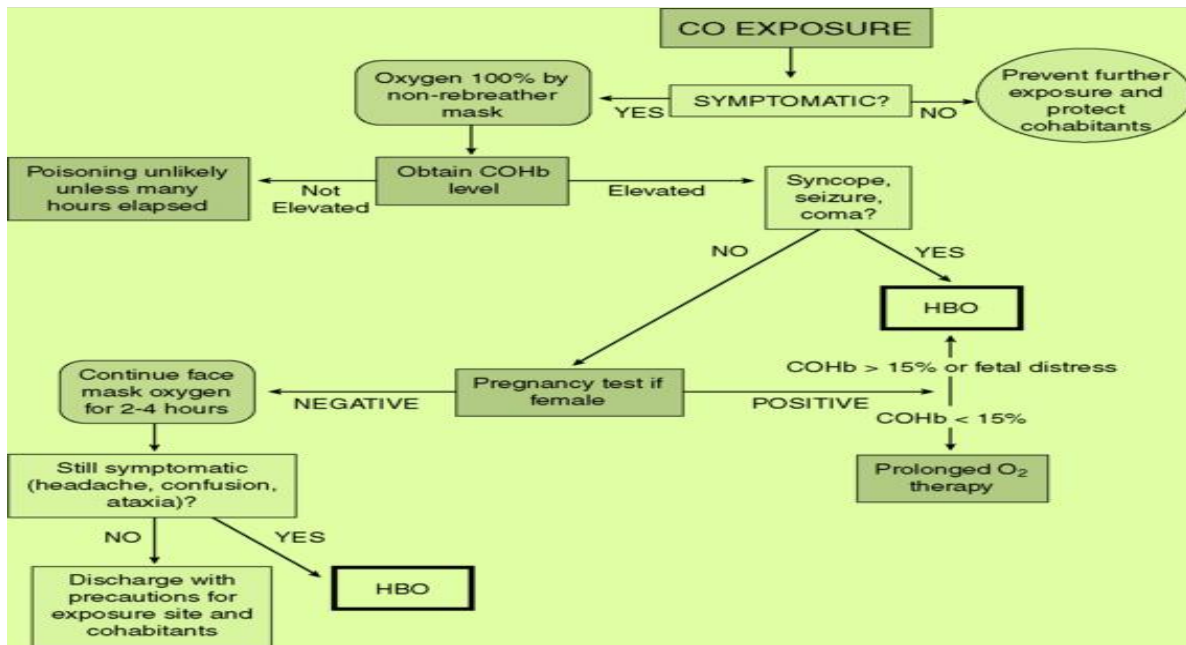 CO EXPOSURE
SYMPTOMATIC?
YES
NO
Prevent further
exposure and
protect
cohabitants
Oxygen 100% by
non-rebreather
mask
Obtain COHb
level
Not
Elevated
Elevated
Poisoning unlikely
unless many
hours elapsed
Syncope,
seizure,
coma?
NO
YES
HBO
COHb > 15% or fetal distress
COHb < 15%
Prolonged O₂
therapy
Pregnancy test if
female
NEGATIVE
POSITIVE
Continue face
mask oxygen
for 2-4 hours
Still symptomatic
(headache, confusion,
ataxia)?
NO
YES
HBO
Discharge with
precautions for
exposure site and
cohabitants